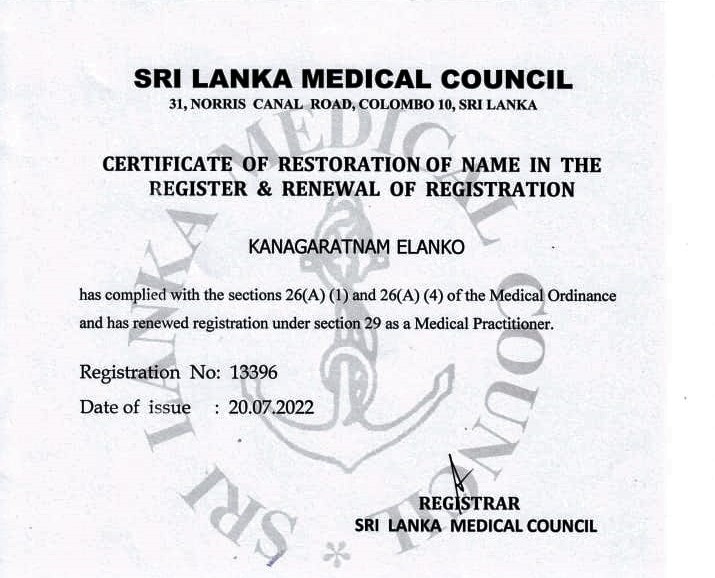 SRI LANKA MEDICAL COUNCIL
31, NORRIS CANAL ROAD, COLOMBO 10, SRI LANKA
CERTIFICATE OF RESTORATION OF NAME IN THE
REGISTER & RENEWAL OF REGISTRATION
KANAGARATNAM ELANKO
has complied with the sections 26(A) (1) and 26(A) (4) of the Medical Ordinance
and has renewed registration under section 29 as a Medical Practitioner.
Registration No: 13396
Date of issue : 20.07.2022
REGISTRAR
SRI LANKA MEDICAL COUNCIL
SRI LANKA MEDICAL COUNCIL *